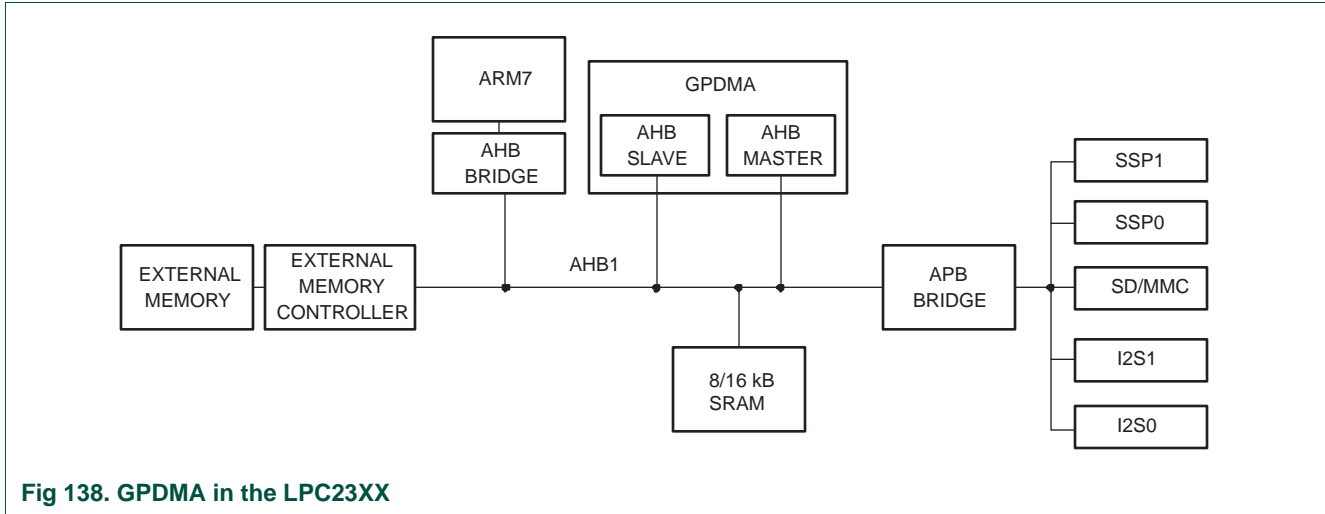 ARM7
AHB
BRIDGE
GPDMA
AHB
SLAVE
AHB
MASTER
EXTERNAL
MEMORY
EXTERNAL
MEMORY
CONTROLLER
AHB1
8/16 kB
SRAM
APB
BRIDGE
SSP1
SSP0
SD/MMC
I2S1
I2S0
Fig 138. GPDMA in the LPC23XX